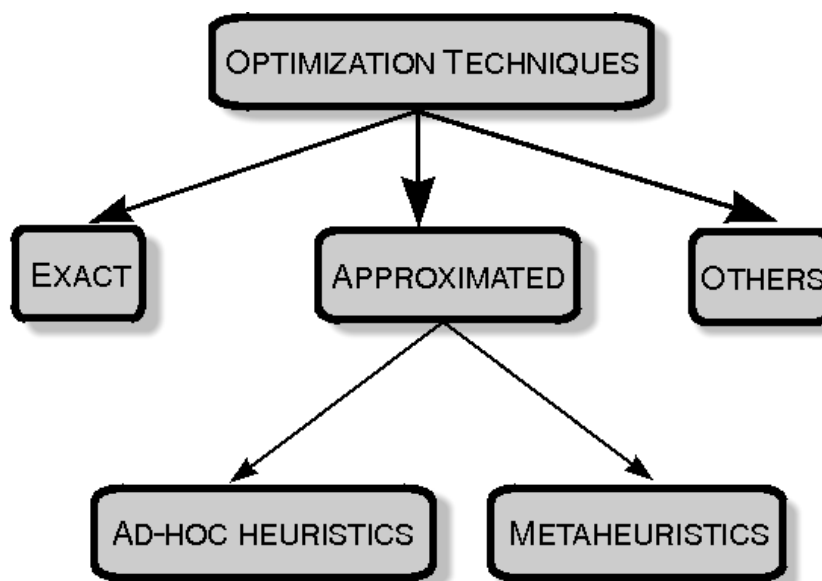 OPTIMIZATION TECHNIQUES
EXACT
APPROXIMATED
OTHERS
AD-HOC HEURISTICS
METAHEURISTICS